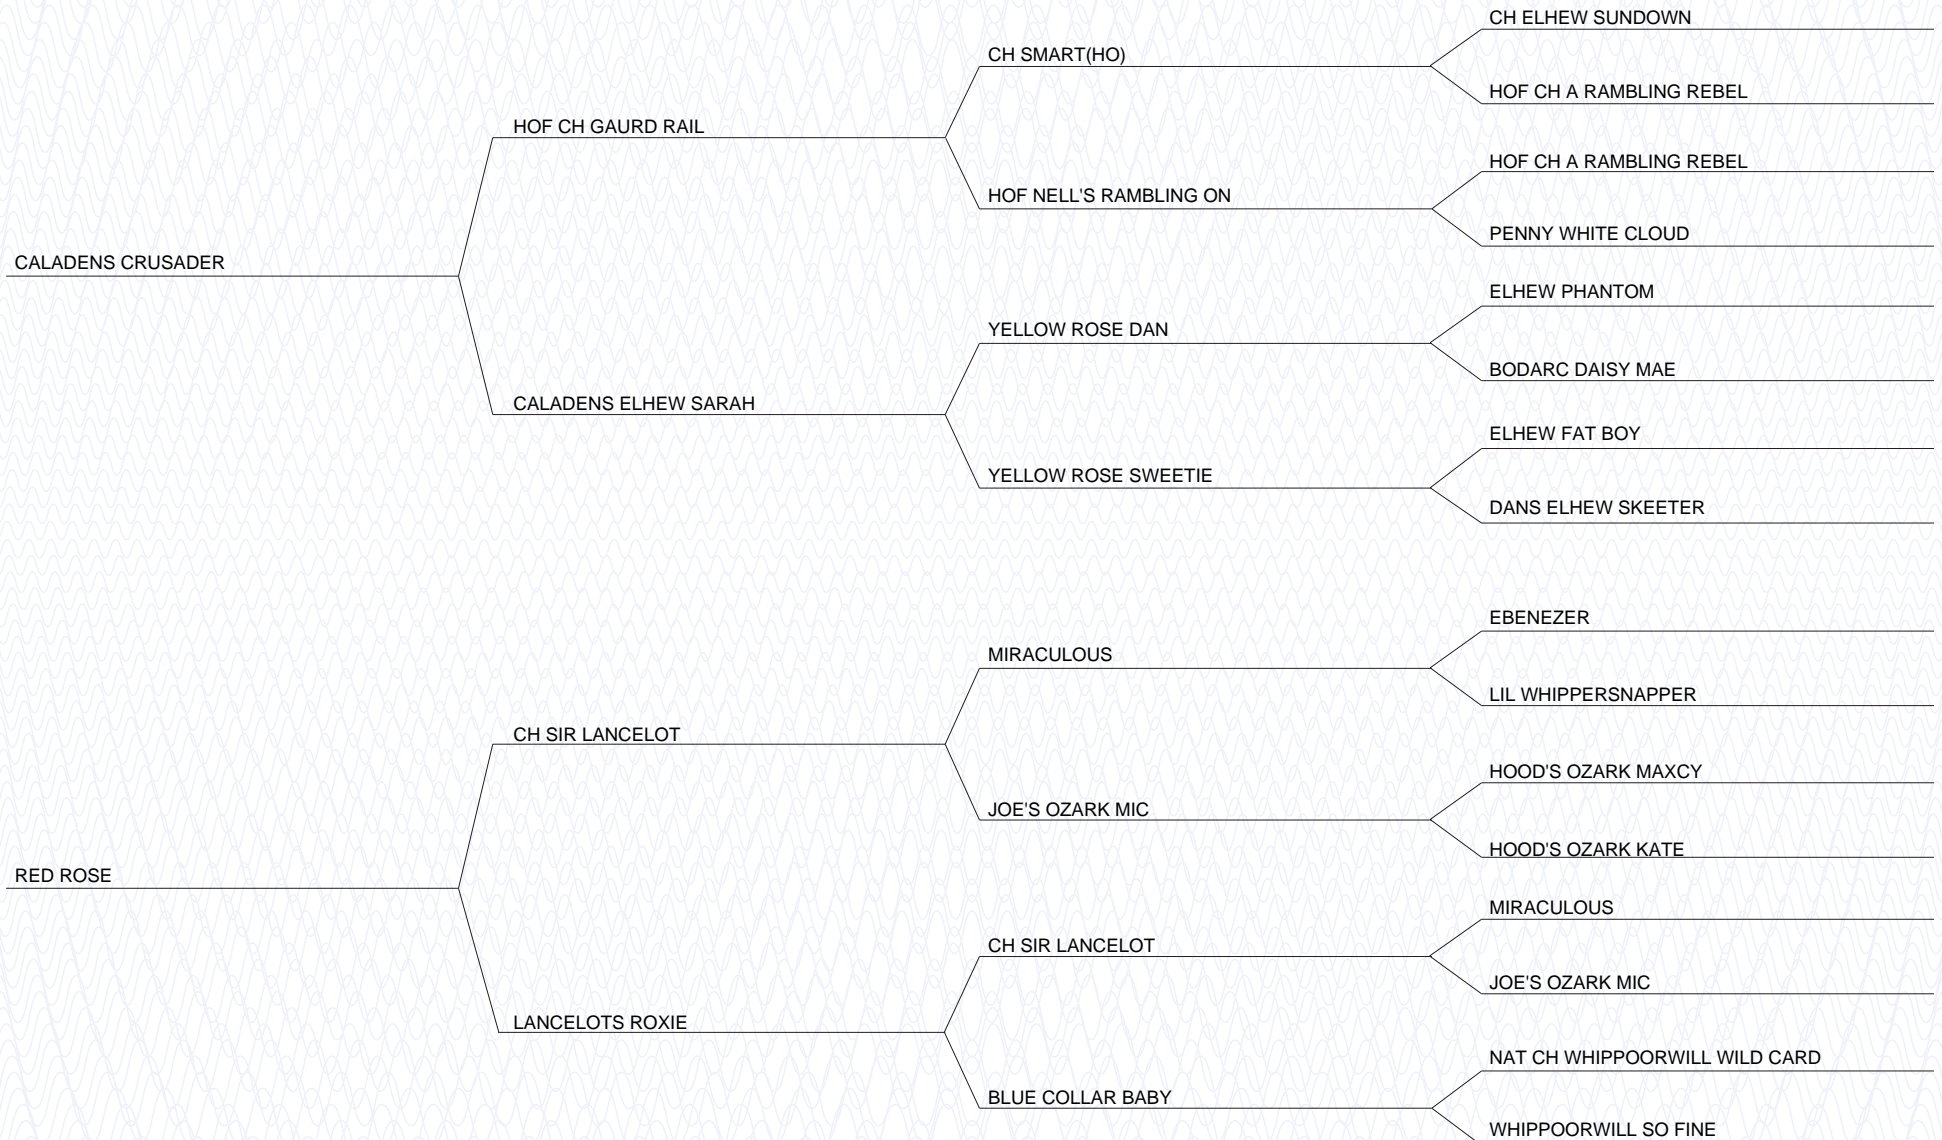 CH ELHEW SUNDOWN
CH SMART(HO)
HOF CH A RAMBLING REBEL
HOF CH GAURD RAIL
HOF CH A RAMBLING REBEL
HOF NELL'S RAMBLING ON
PENNY WHITE CLOUD
CALADENS CRUSADER
ELHEW PHANTOM
YELLOW ROSE DAN
BODARC DAISY MAE
CALADENS ELHEW SARAH
ELHEW FAT BOY
YELLOW ROSE SWEETIE
DANS ELHEW SKEETER
EBENEZER
MIRACULOUS
LIL WHIPPERSNAPPER
CH SIR LANCELOT
HOOD'S OZARK MAXCY
JOE'S OZARK MIC
HOOD'S OZARK KATE
RED ROSE
MIRACULOUS
CH SIR LANCELOT
JOE'S OZARK MIC
LANCELOTS ROXIE
NAT CH WHIPPOORWILL WILD CARD
BLUE COLLAR BABY
WHIPPOORWILL SO FINE